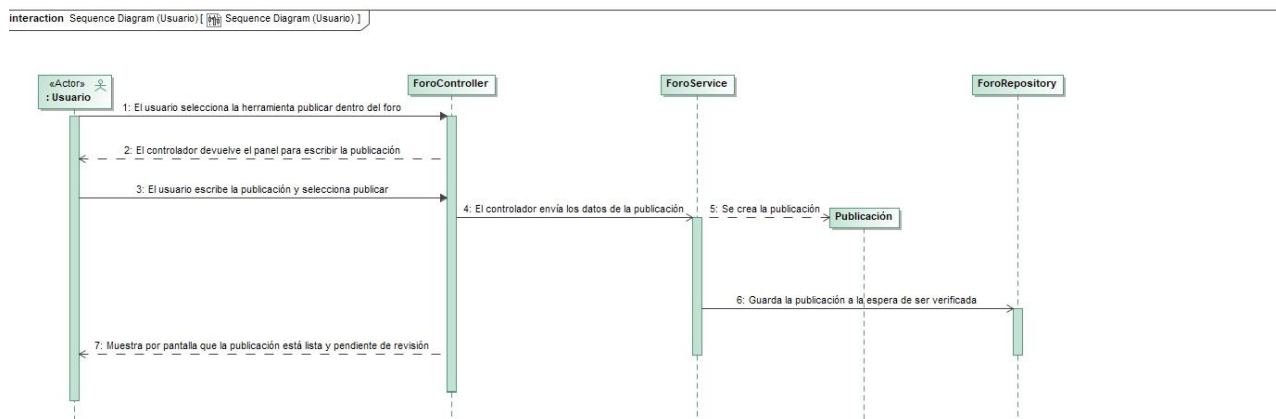 interaction Sequence Diagram (Usuario) [ Sequence Diagram (Usuario) ]
«Actor»
: Usuario
ForoController
ForoService
ForoRepository
1: El usuario selecciona la herramienta publicar dentro del foro
2: El controlador devuelve el panel para escribir la publicación
3: El usuario escribe la publicación y selecciona publicar
4: El controlador envía los datos de la publicación
5: Se crea la publicación
Publicación
6: Guarda la publicación a la espera de ser verificada
7: Muestra por pantalla que la publicación está lista y pendiente de revisión